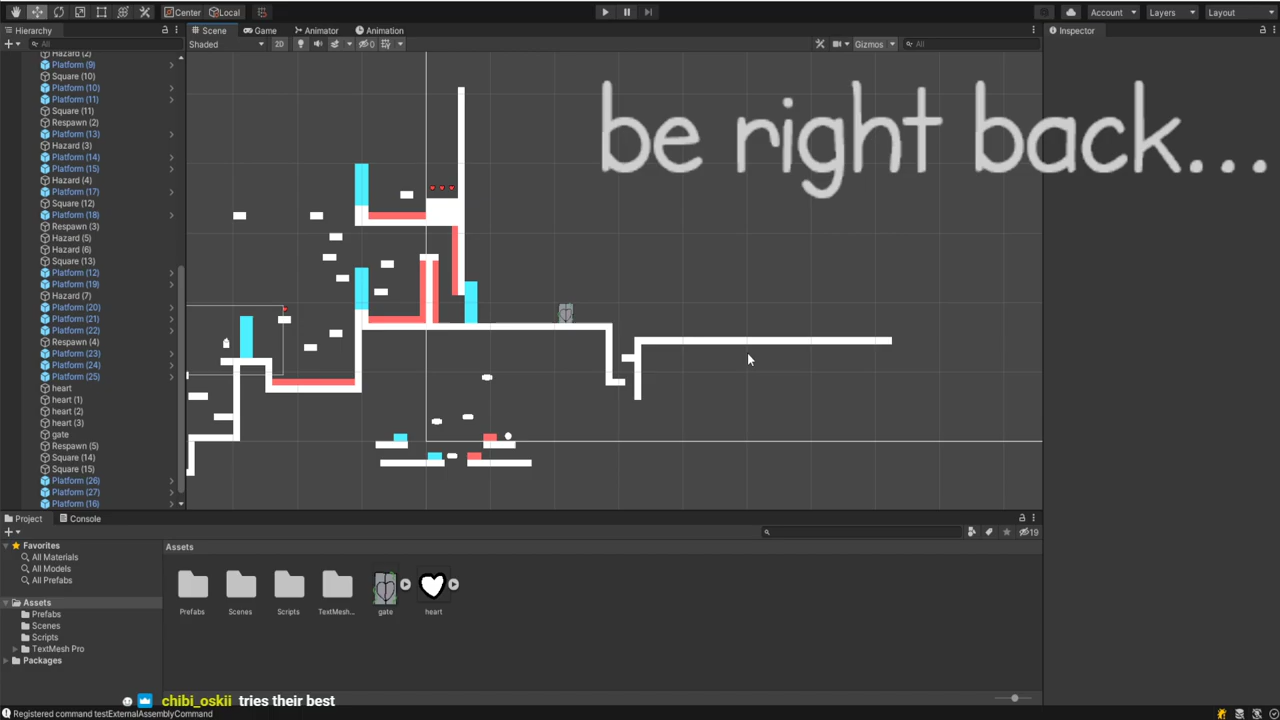 Center
Local
Account
Layers
Layout
Hierarchy
Scene
Game
Animator
Animation
Inspector
All
Shaded
2D
0
Gizmos
All
be right back...
Hazard (2)
Platform (9)
Square (10)
Platform (10)
Platform (11)
Square (11)
Respawn (2)
Platform (13)
Hazard (3)
Platform (14)
Platform (15)
Hazard (4)
Platform (17)
Square (12)
Platform (18)
Respawn (3)
Hazard (5)
Hazard (6)
Square (13)
Platform (12)
Platform (19)
Hazard (7)
Platform (20)
Platform (21)
Platform (22)
Respawn (4)
Platform (23)
Platform (24)
Platform (25)
heart
heart (1)
heart (2)
heart (3)
gate
Respawn (5)
Square (14)
Square (15)
Platform (26)
Platform (27)
Platform (16)
Project
Console
19
Favorites
All Materials
All Models
All Prefabs
Assets
Prefabs
Scenes
Scripts
TextMesh Pro
Packages
Assets
Prefabs
Scenes
Scripts
TextMesh...
gate
heart
chibi_oskii tries their best
Registered command testExternalAssemblyCommand